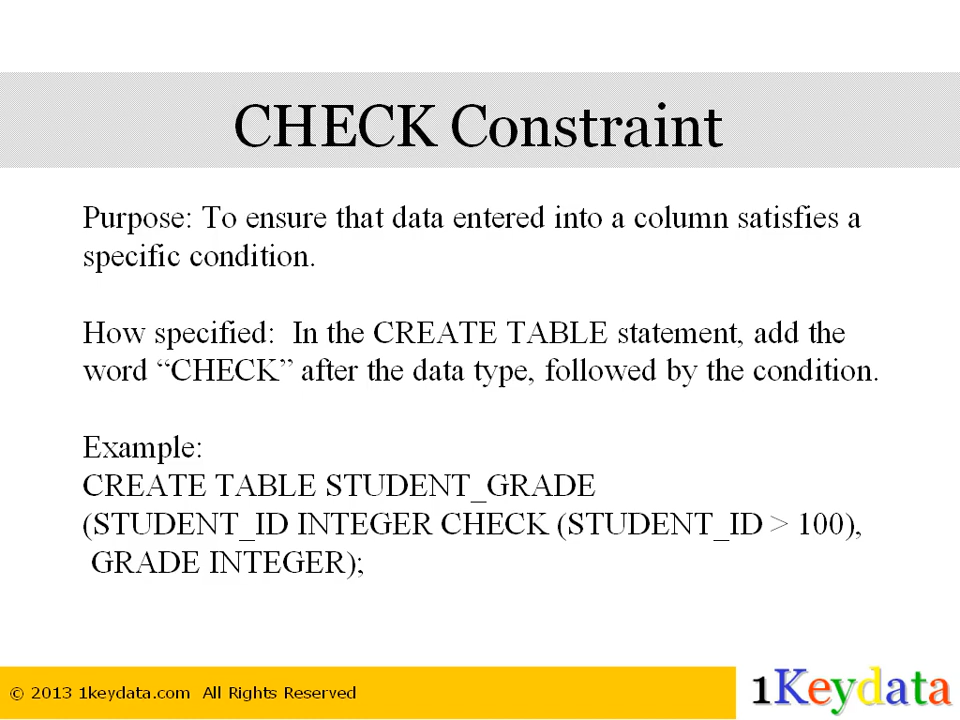 CHECK Constraint
Purpose: To ensure that data entered into a column satisfies a
specific condition.
How specified:  In the CREATE TABLE statement, add the
word “CHECK” after the data type, followed by the condition.
Example:
CREATE TABLE STUDENT_GRADE
(STUDENT_ID INTEGER CHECK (STUDENT_ID > 100),
GRADE INTEGER);
© 2013 1keydata.com  All Rights Reserved
1Keydata